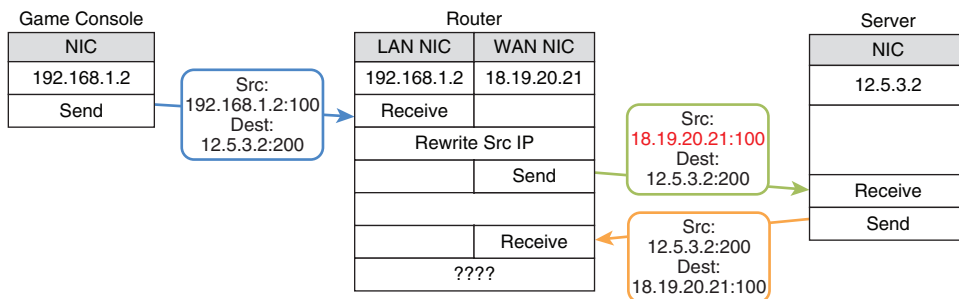 Game Console
NIC
192.168.1.2
Send
Src:
192.168.1.2:100
Dest:
12.5.3.2:200
Router
LAN NIC WAN NIC
192.168.1.2 18.19.20.21
Receive
Rewrite Src IP
Send
Receive
????
Src:
18.19.20.21:100
Dest:
12.5.3.2:200
Src:
12.5.3.2:200
Dest:
18.19.20.21:100
Server
NIC
12.5.3.2
Receive
Send